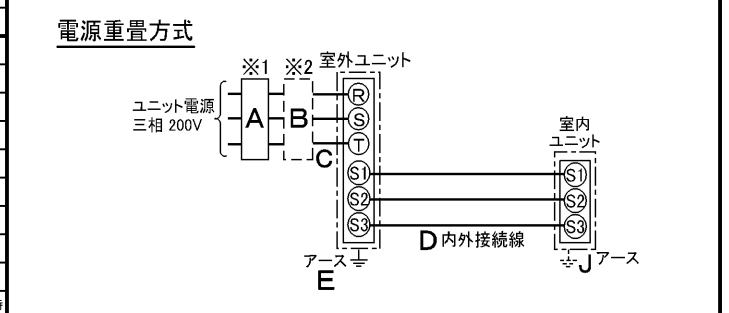 電源重畳方式
※1 ※2 室外ユニット
ユニット電源
三相 200V
A B
R
S
T
C
S1
S2
S3
室内
ユニット
S1
S2
S3
D 内外接続線
アース
E
J アース